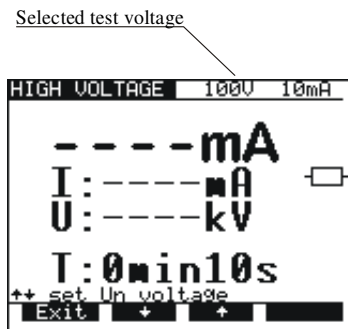 Selected test voltage
HIGH VOLTAGE 100V 10mA
----mA
I:----mA
U:----kV
T:0min10s
↑↓ set Un voltage
Exit ↓ ↑